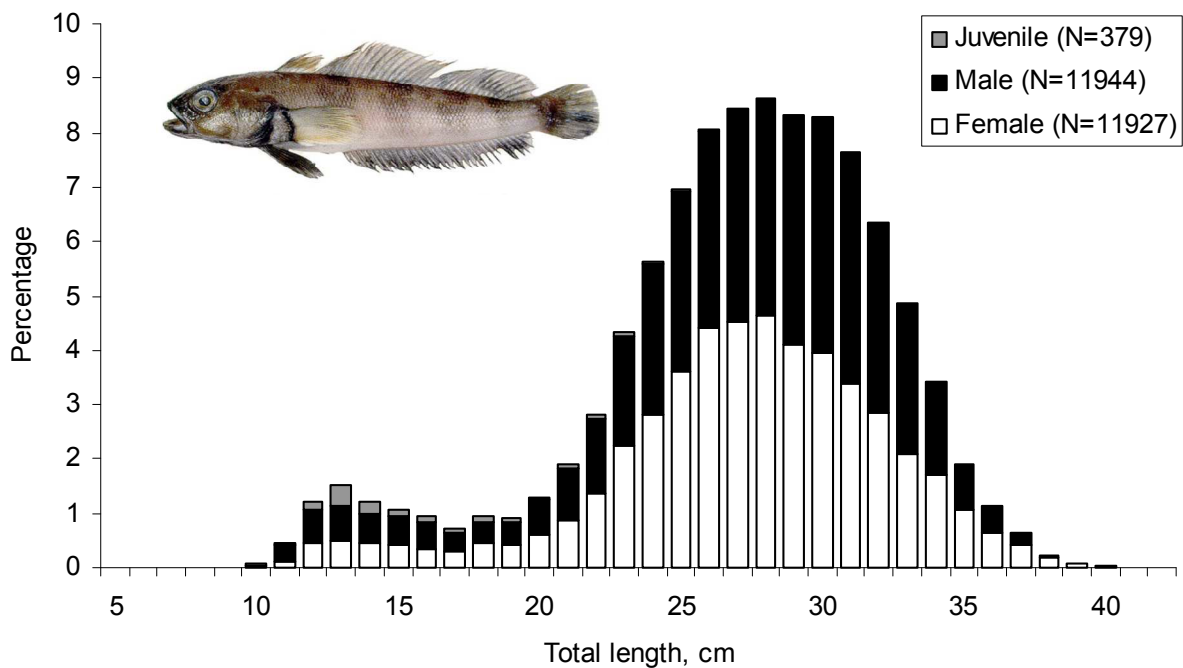 10
9
8
7
6
5
4
3
2
1
0
Percentage
Juvenile (N=379)
Male (N=11944)
Female (N=11927)
5 10 15 20 25 30 35 40
Total length, cm